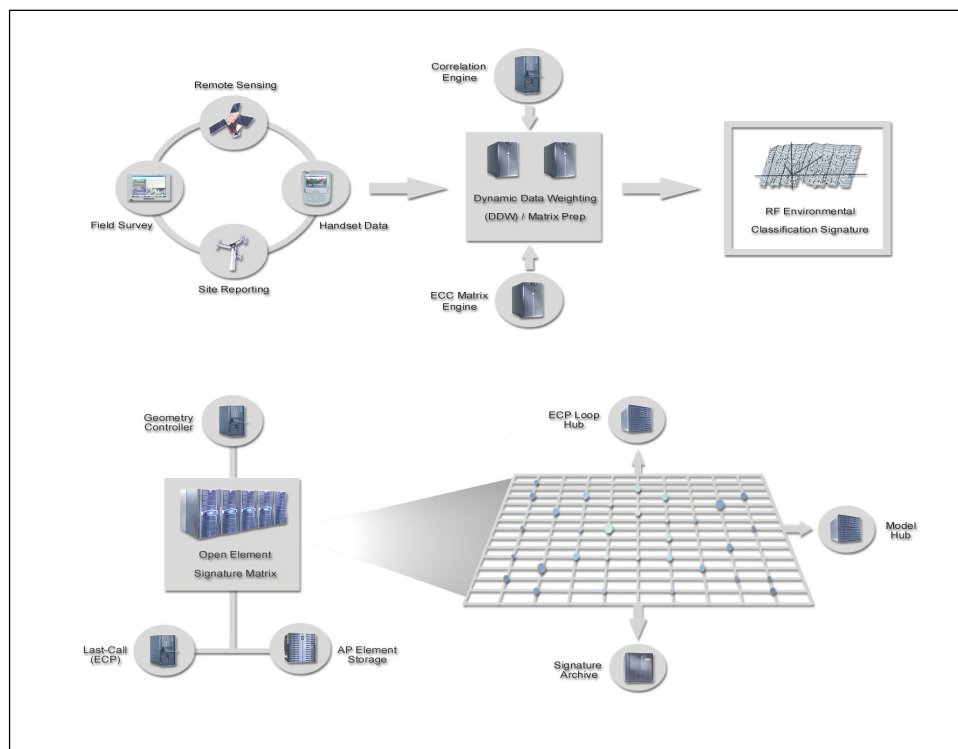 Correlation
Engine
Remote Sensing
Field Survey
Handset Data
Site Reporting
Dynamic Data Weighting
(DDW) / Matrix Prep
ECC Matrix
Engine
RF Environmental
Classification Signature
Geometry
Controller
Open Element
Signature Matrix
Last-Call
(ECP)
AP Element
Storage
ECP Loop
Hub
Model
Hub
Signature
Archive